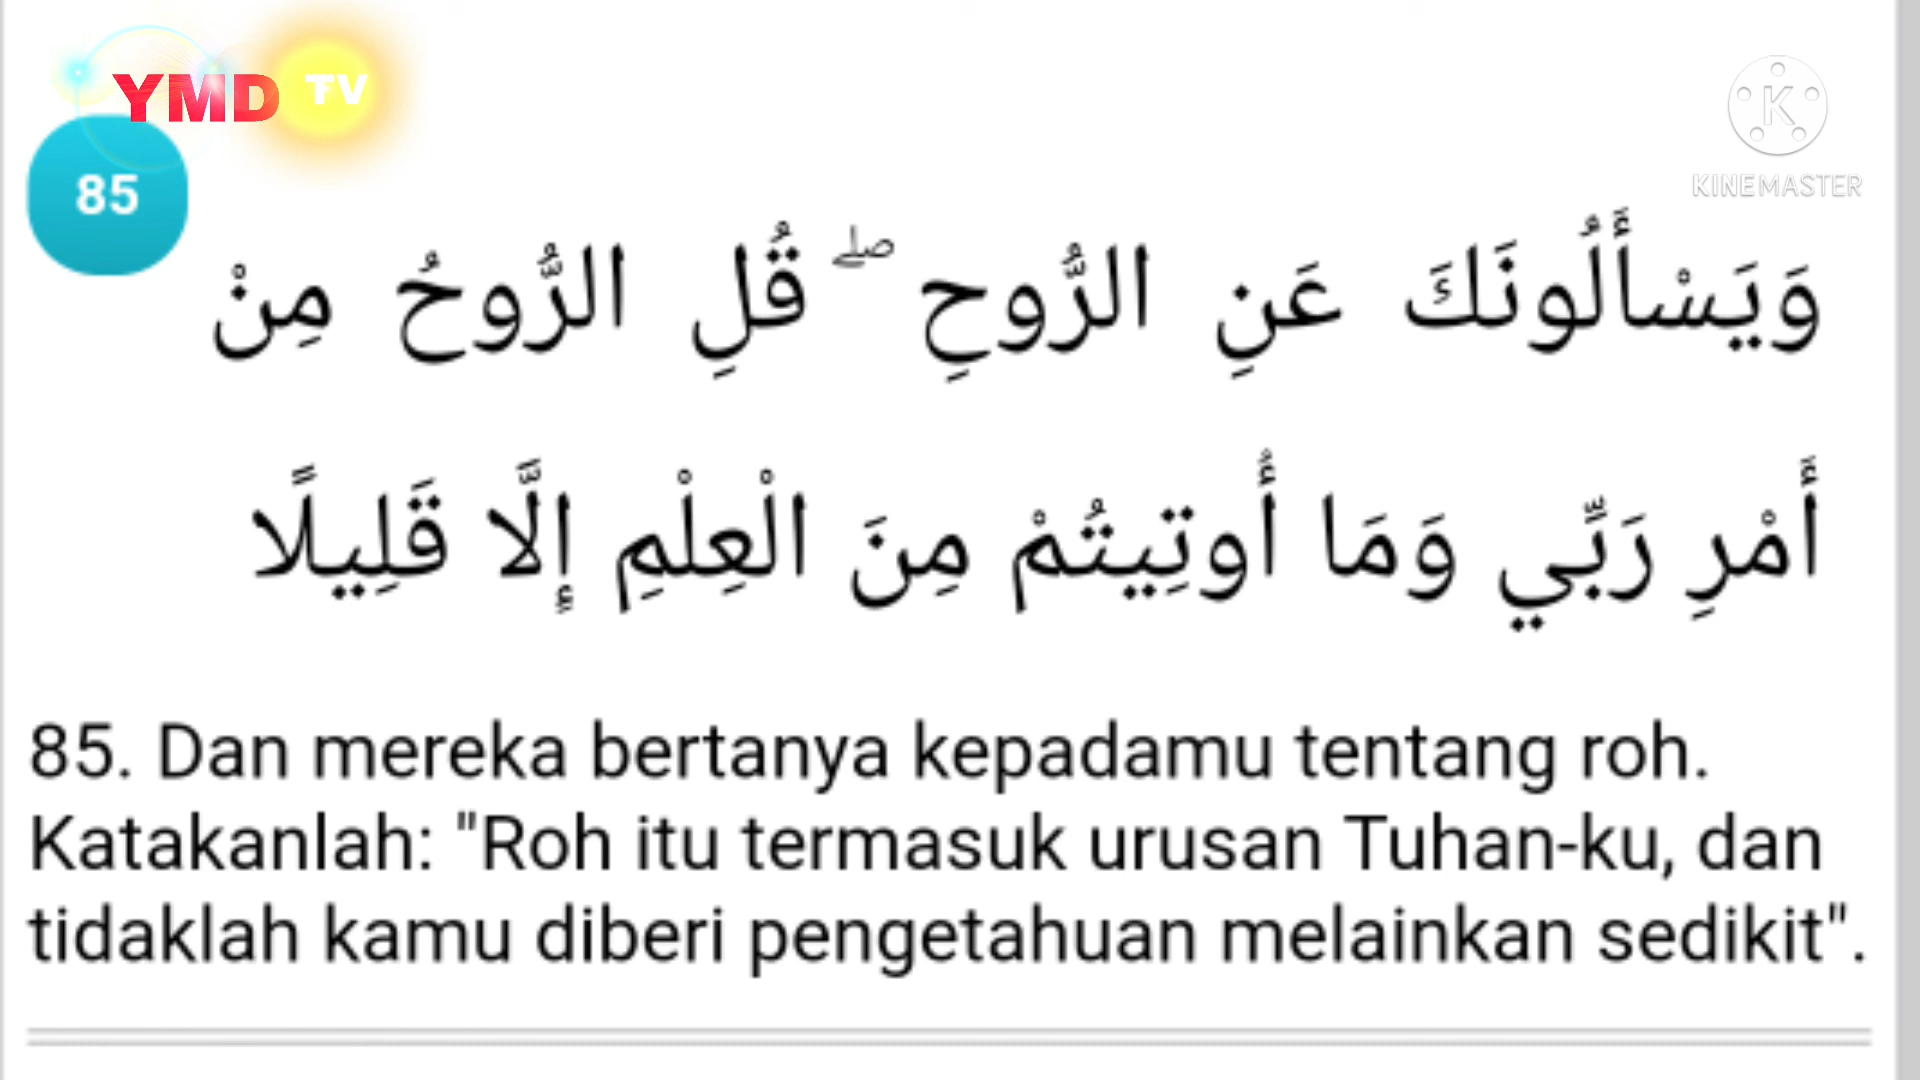 YMD TV
KINEMASTER
85
وَيَسْأَلُونَكَ عَنِ الرُّوحِ ۖ قُلِ الرُّوحُ مِنْ
أَمْرِ رَبِّي وَمَا أُوتِيتُمْ مِنَ الْعِلْمِ إِلَّا قَلِيلًا
85. Dan mereka bertanya kepadamu tentang roh.
Katakanlah: "Roh itu termasuk urusan Tuhan-ku, dan
tidaklah kamu diberi pengetahuan melainkan sedikit".